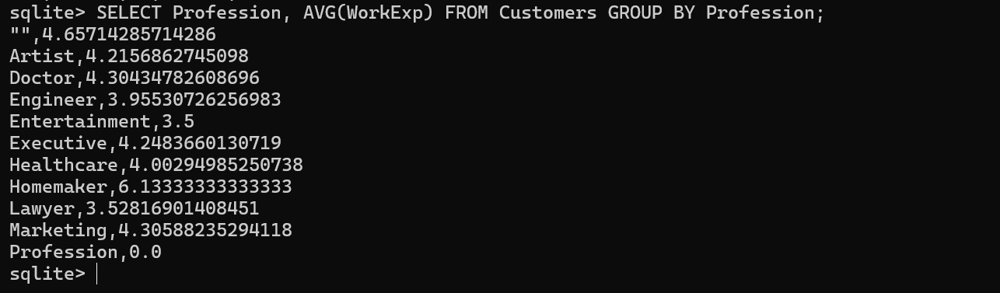 sqlite> SELECT Profession, AVG(WorkExp) FROM Customers GROUP BY Profession;
"",4.65714285714286
Artist,4.2156862745098
Doctor,4.30434782608696
Engineer,3.95530726256983
Entertainment,3.5
Executive,4.2483660130719
Healthcare,4.00294985250738
Homemaker,6.13333333333333
Lawyer,3.52816901408451
Marketing,4.30588235294118
Profession,0.0
sqlite>